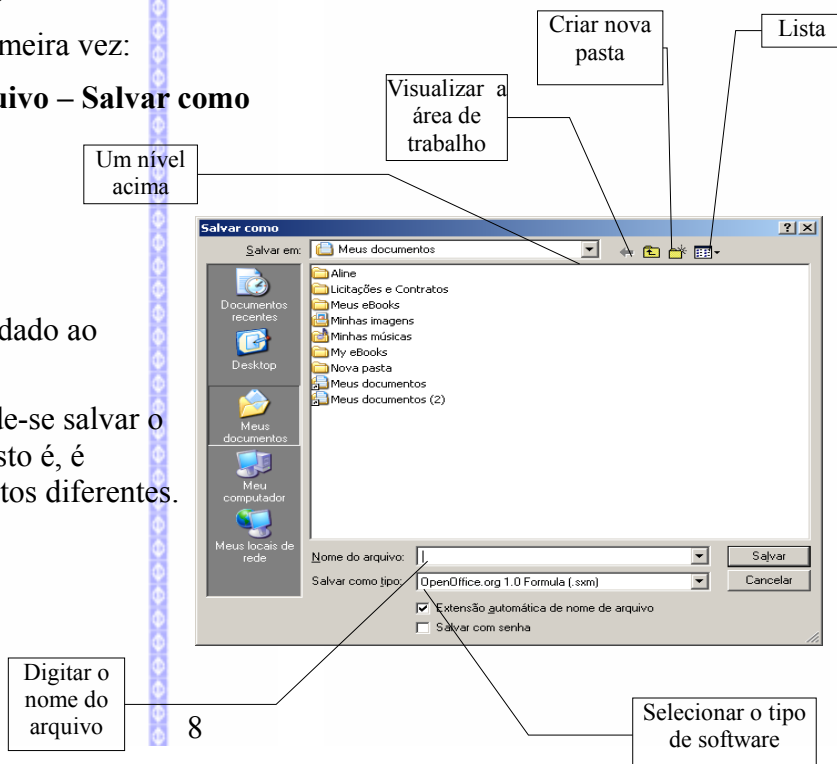 meira vez:
uivo – Salvar como
Criar nova
pasta
Lista
Visualizar a
área de
trabalho
Um nível
acima
Salvar como
Salvar em:
Meus documentos
Documentos
recentes
Desktop
Meus
documentos
Meu
computador
Meus locais de
rede
Aline
Licitações e Contratos
Meus eBooks
Minhas imagens
Minhas músicas
My eBooks
Nova pasta
Meus documentos
Meus documentos (2)
Nome do arquivo:
Salvar
Salvar como tipo:
OpenOffice.org 1.0 Formula (.sxm)
Cancelar
Extensão automática de nome de arquivo
Salvar com senha
dado ao
de-se salvar o
sto é, é
tos diferentes.
Digitar o
nome do
arquivo
8
Selecionar o tipo
de software